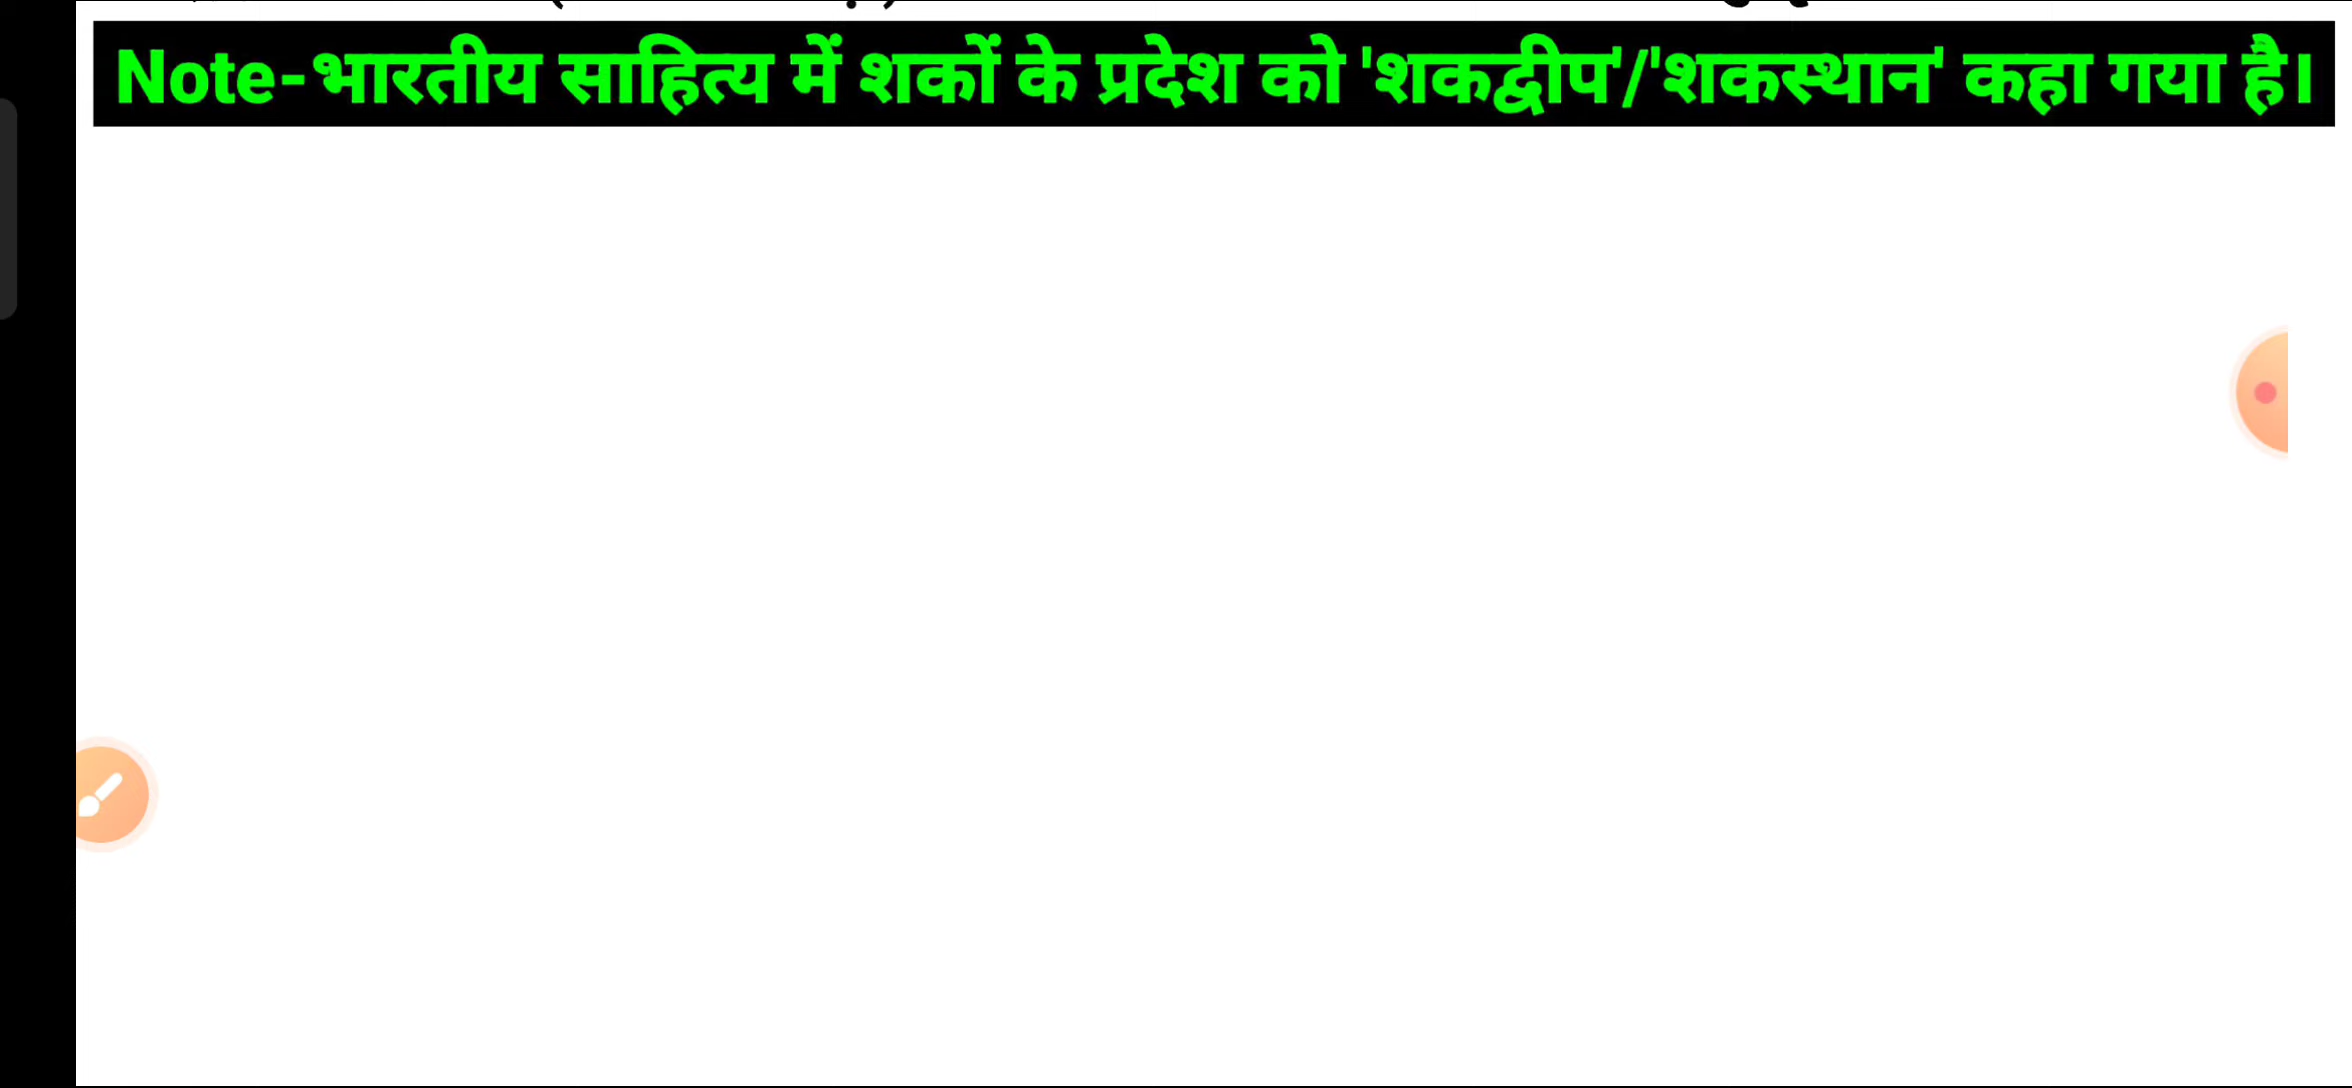 Note-भारतीय साहित्य में शकों के प्रदेश को 'शकद्वीप'/'शकस्थान' कहा गया है।